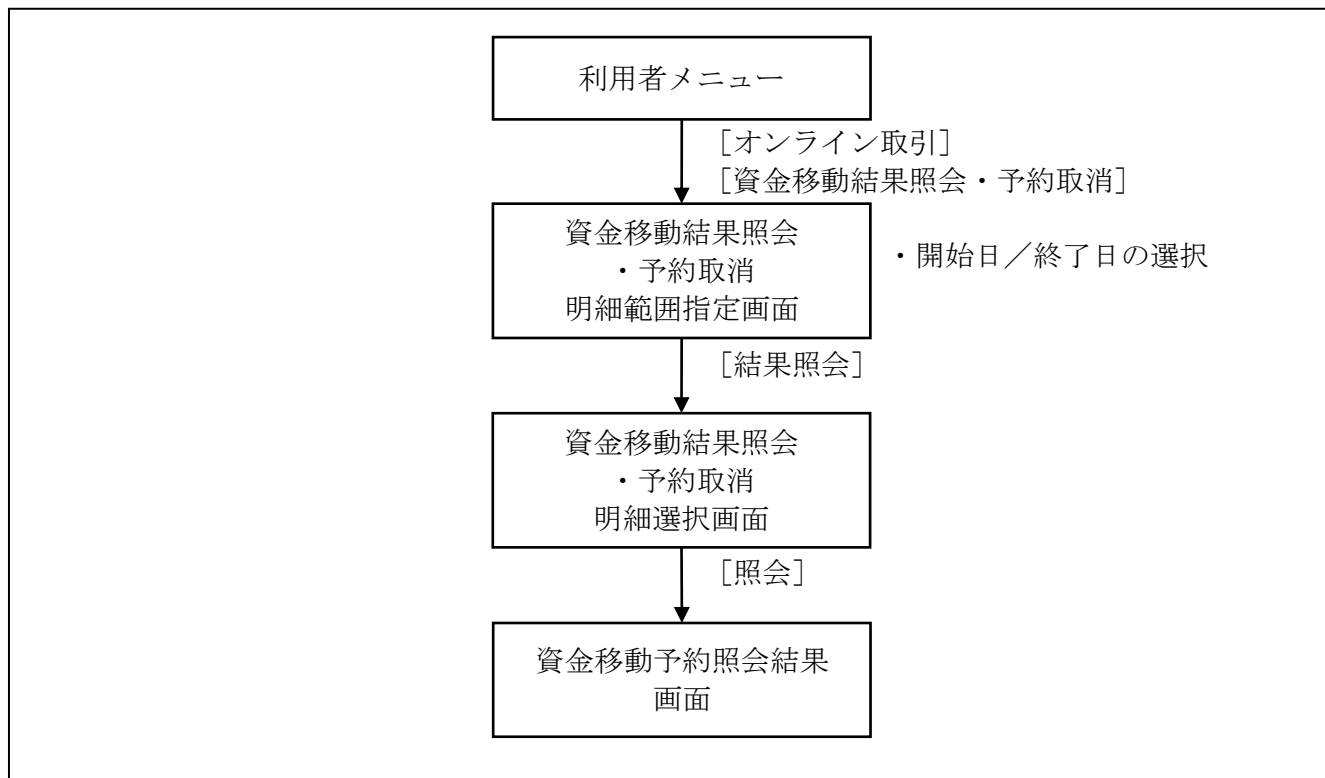 利用者メニュー
［オンライン取引］
［資金移動結果照会・予約取消］
資金移動結果照会
・予約取消
明細範囲指定画面
・開始日／終了日の選択
［結果照会］
資金移動結果照会
・予約取消
明細選択画面
［照会］
資金移動予約照会結果
画面